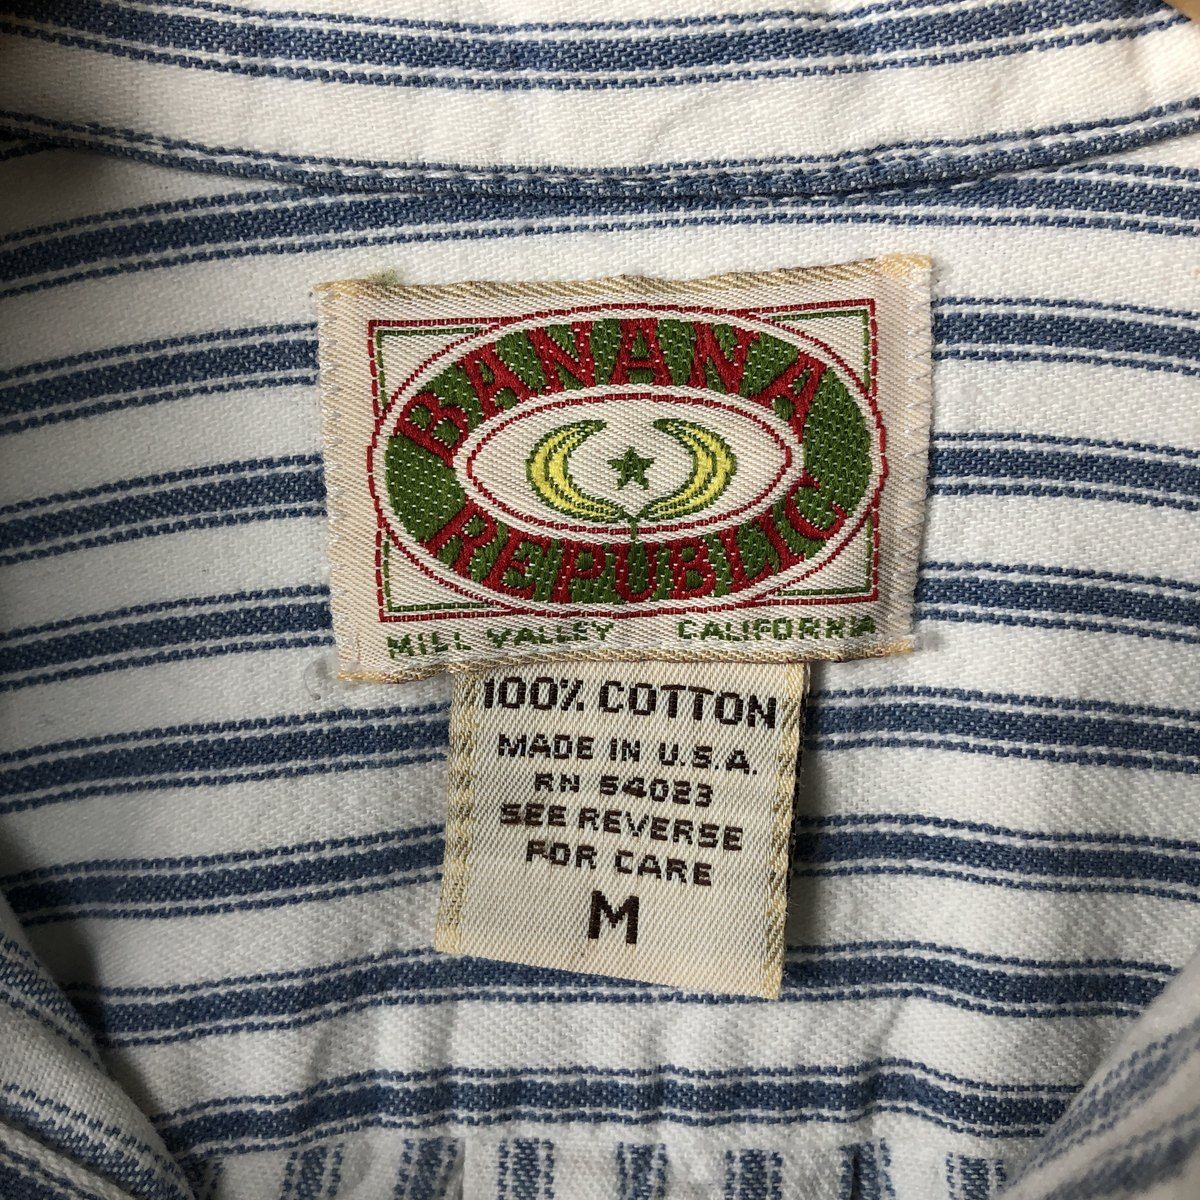 BANANA
REPUBLIC
MILL VALLEY CALIFORNIA
100% COTTON
MADE IN U.S.A.
RN 54023
SEE REVERSE
FOR CARE
M